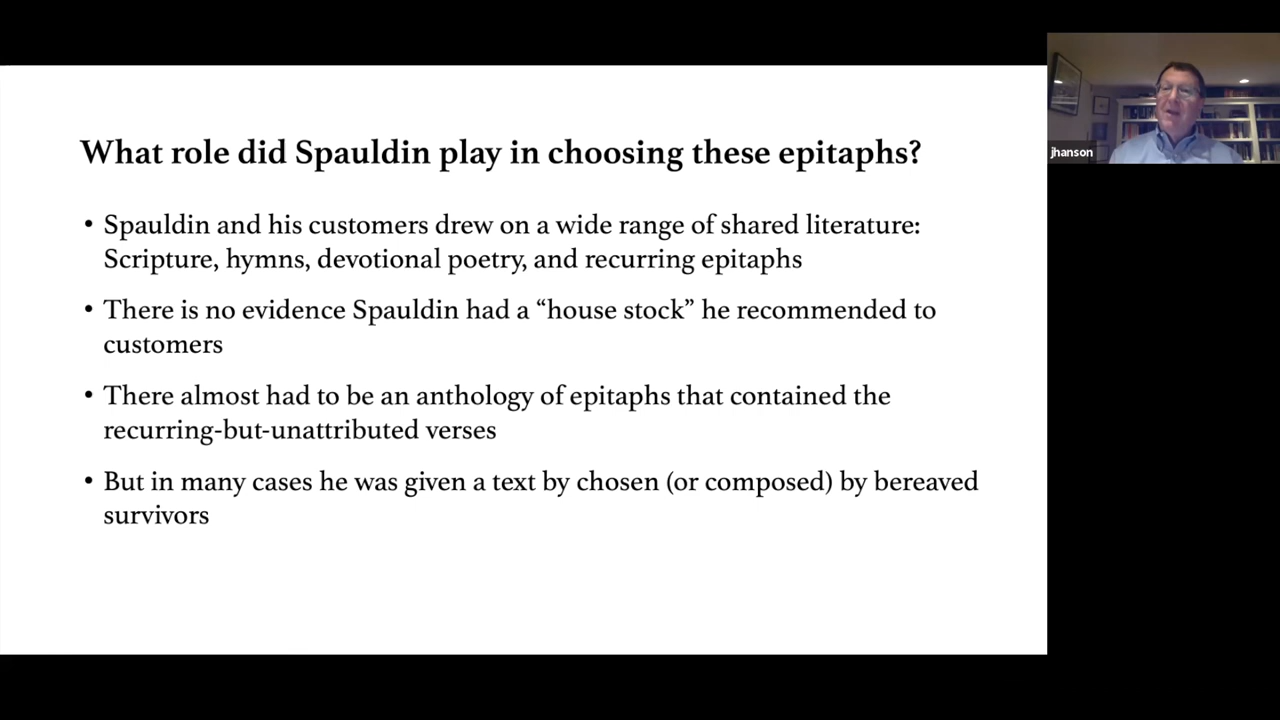 What role did Spauldin play in choosing these epitaphs?
• Spauldin and his customers drew on a wide range of shared literature:
Scripture, hymns, devotional poetry, and recurring epitaphs
• There is no evidence Spauldin had a “house stock” he recommended to
customers
• There almost had to be an anthology of epitaphs that contained the
recurring-but-unattributed verses
• But in many cases he was given a text by chosen (or composed) by bereaved
survivors
jhanson